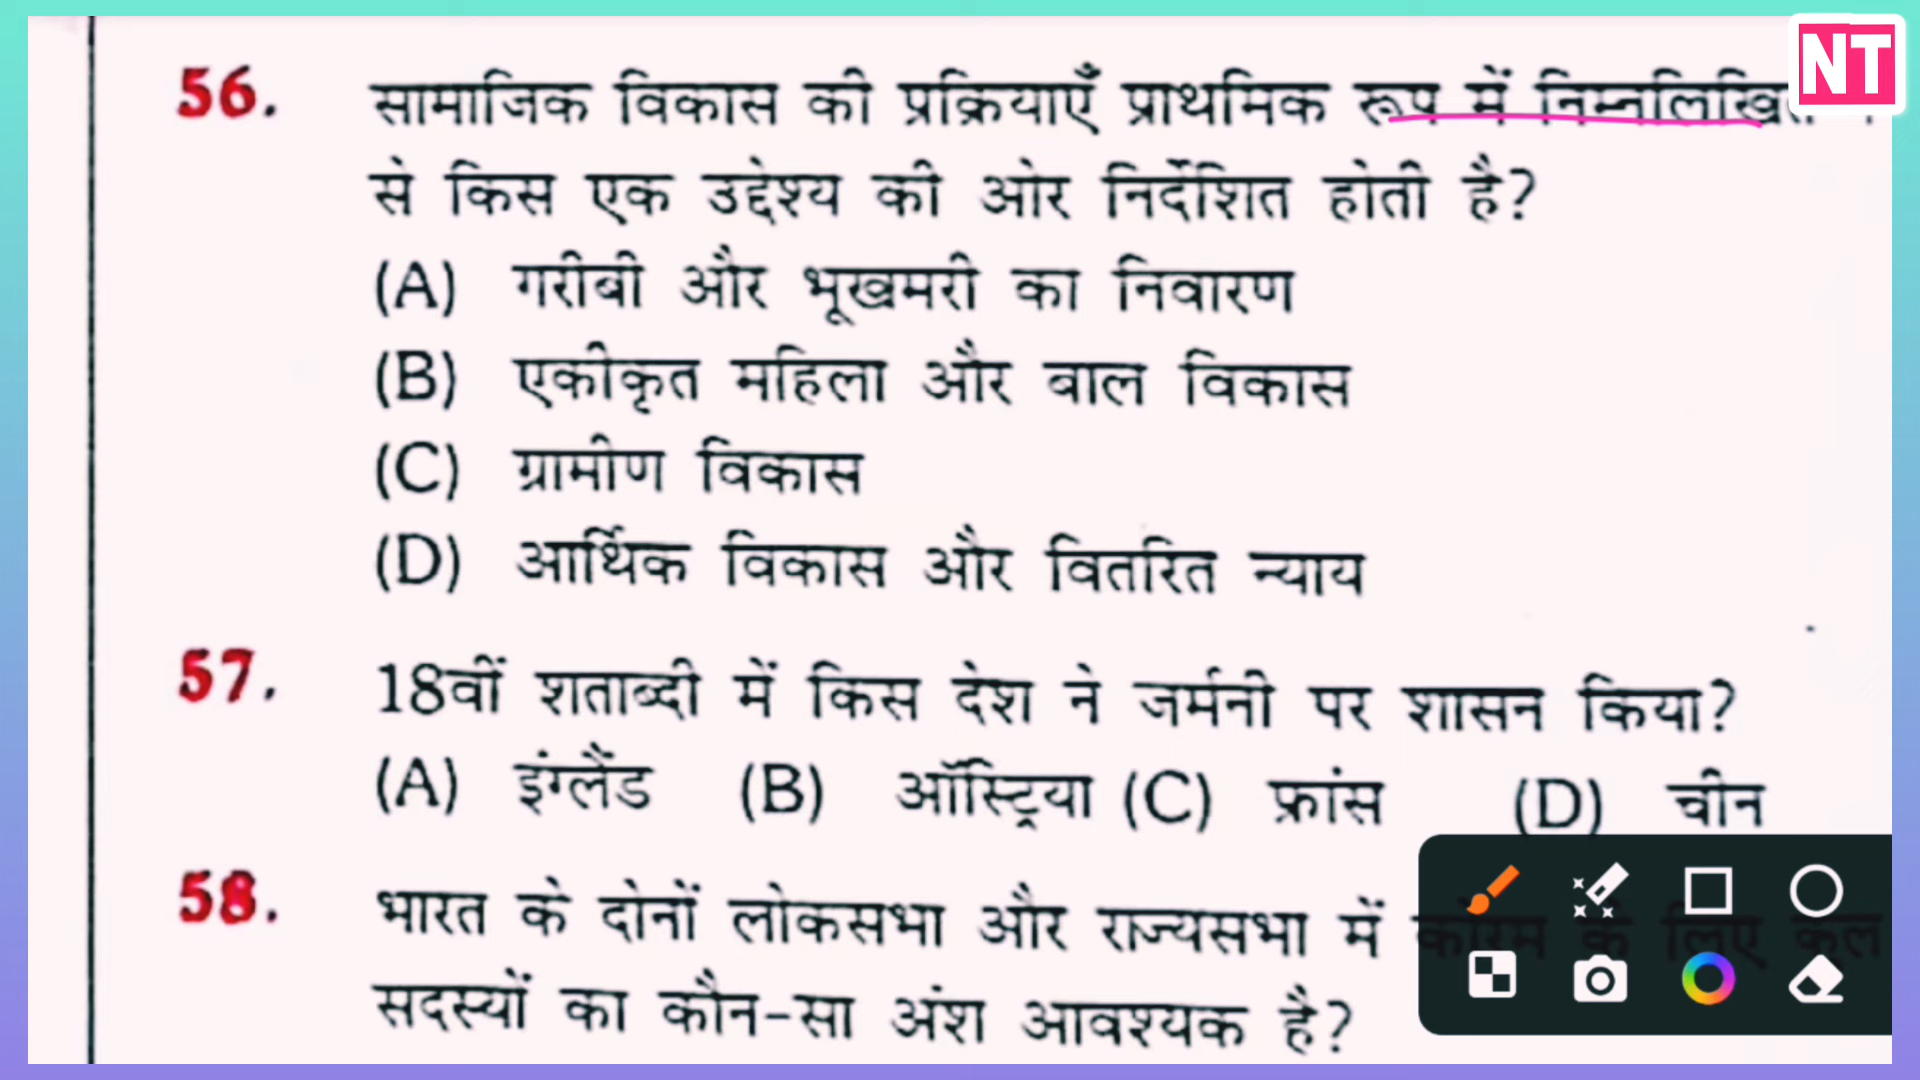 NT
56. सामाजिक विकास की प्रक्रियाएँ प्राथमिक रूप में निम्नलिखित
से किस एक उद्देश्य की ओर निर्देशित होती है?
(A) गरीबी और भूखमरी का निवारण
(B) एकीकृत महिला और बाल विकास
(C) ग्रामीण विकास
(D) आर्थिक विकास और वितरित न्याय
57. 18वीं शताब्दी में किस देश ने जर्मनी पर शासन किया?
(A) इंग्लैंड (B) ऑस्ट्रिया (C) फ्रांस (D) चीन
58. भारत के दोनों लोकसभा और राज्यसभा में कोरम के लिए कुल
सदस्यों का कौन-सा अंश आवश्यक है?